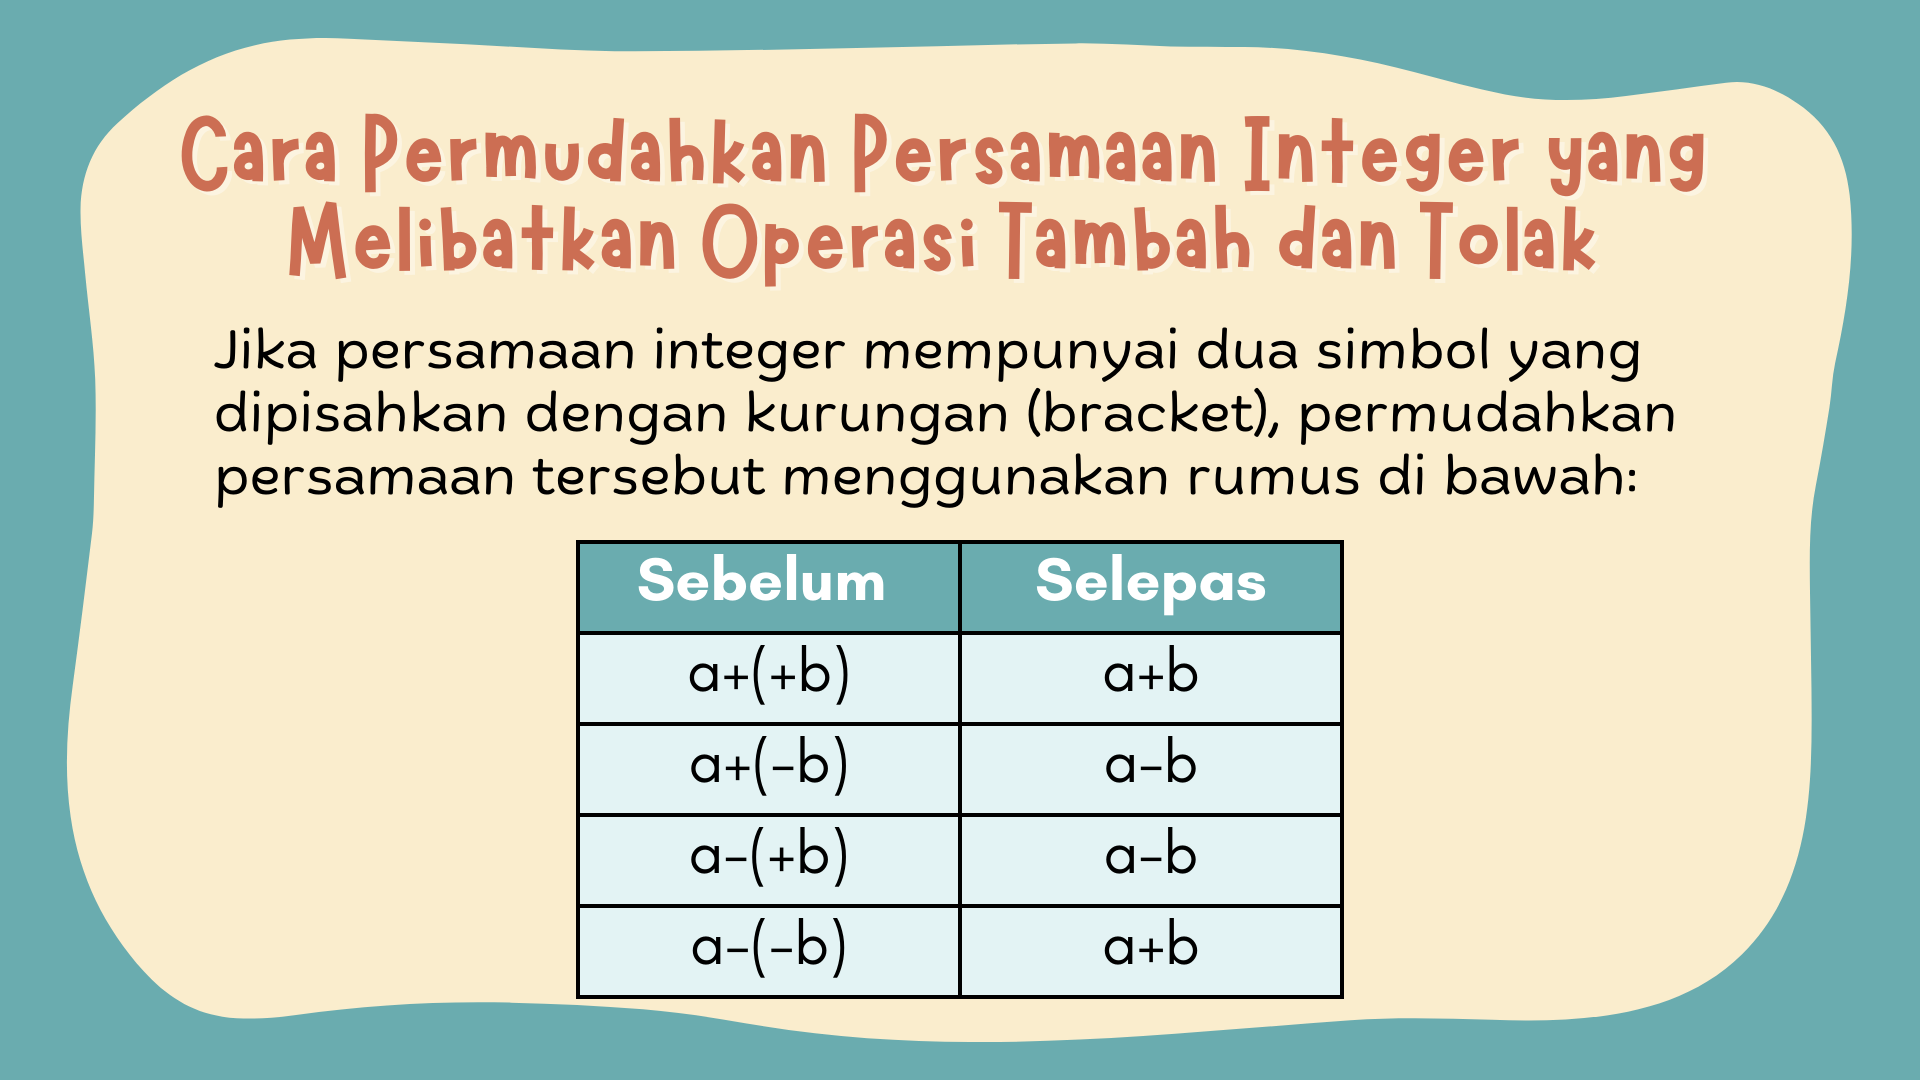 Cara Permudahkan Persamaan Integer yang
Melibatkan Operasi Tambah dan Tolak
Jika persamaan integer mempunyai dua simbol yang
dipisahkan dengan kurungan (bracket), permudahkan
persamaan tersebut menggunakan rumus di bawah:
Sebelum Selepas
a+(+b) a+b
a+(-b) a-b
a-(+b) a-b
a-(-b) a+b